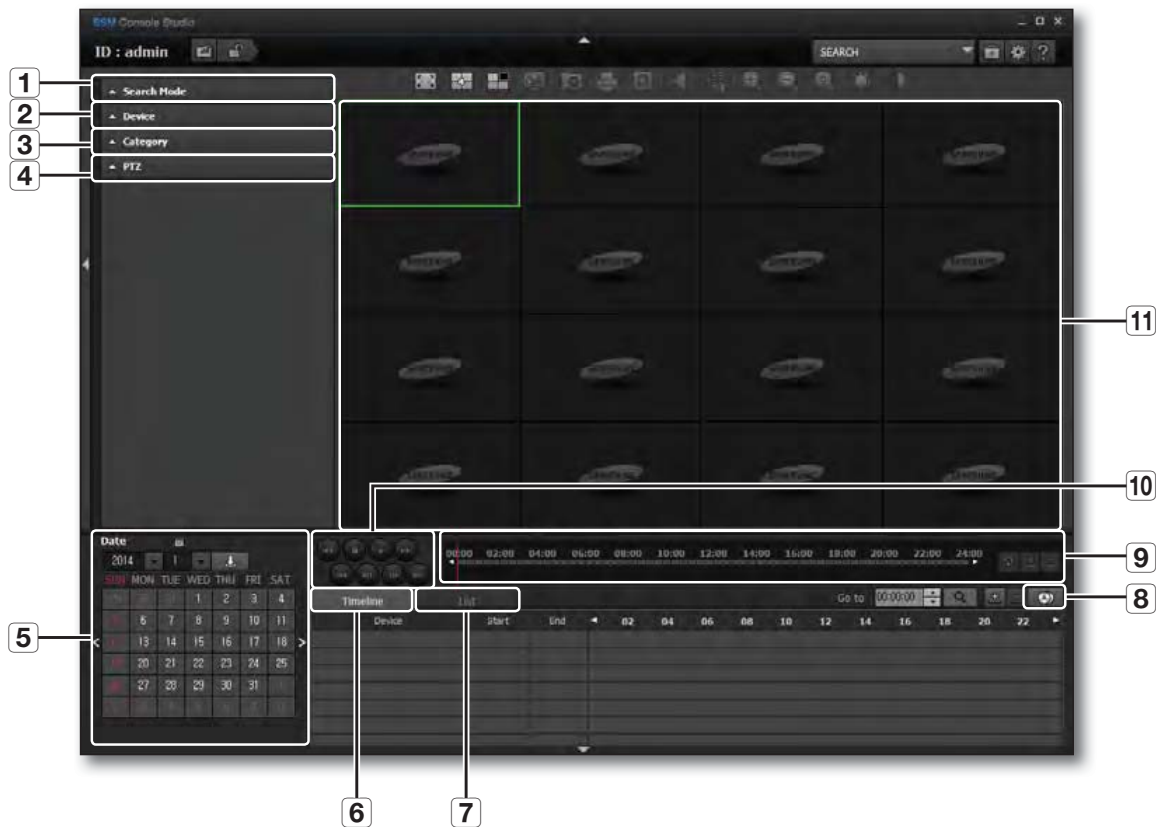 SSM Console Studio
ID : admin
SEARCH
?
1
Search Mode
2
Device
3
Category
4
PTZ
11
10
Date
2014 1
SUN MON TUE WED THU FRI SAT
1 2 3 4
6 7 8 9 10 11
13 14 15 16 17 18
20 21 22 23 24 25
27 28 29 30 31
5
00:00 02:00 04:00 06:00 08:00 10:00 12:00 14:00 16:00 18:00 20:00 22:00 24:00
9
Timeline
List
Go to 00:00:00
8
Device Start End 02 04 06 08 10 12 14 16 18 20 22
6
7